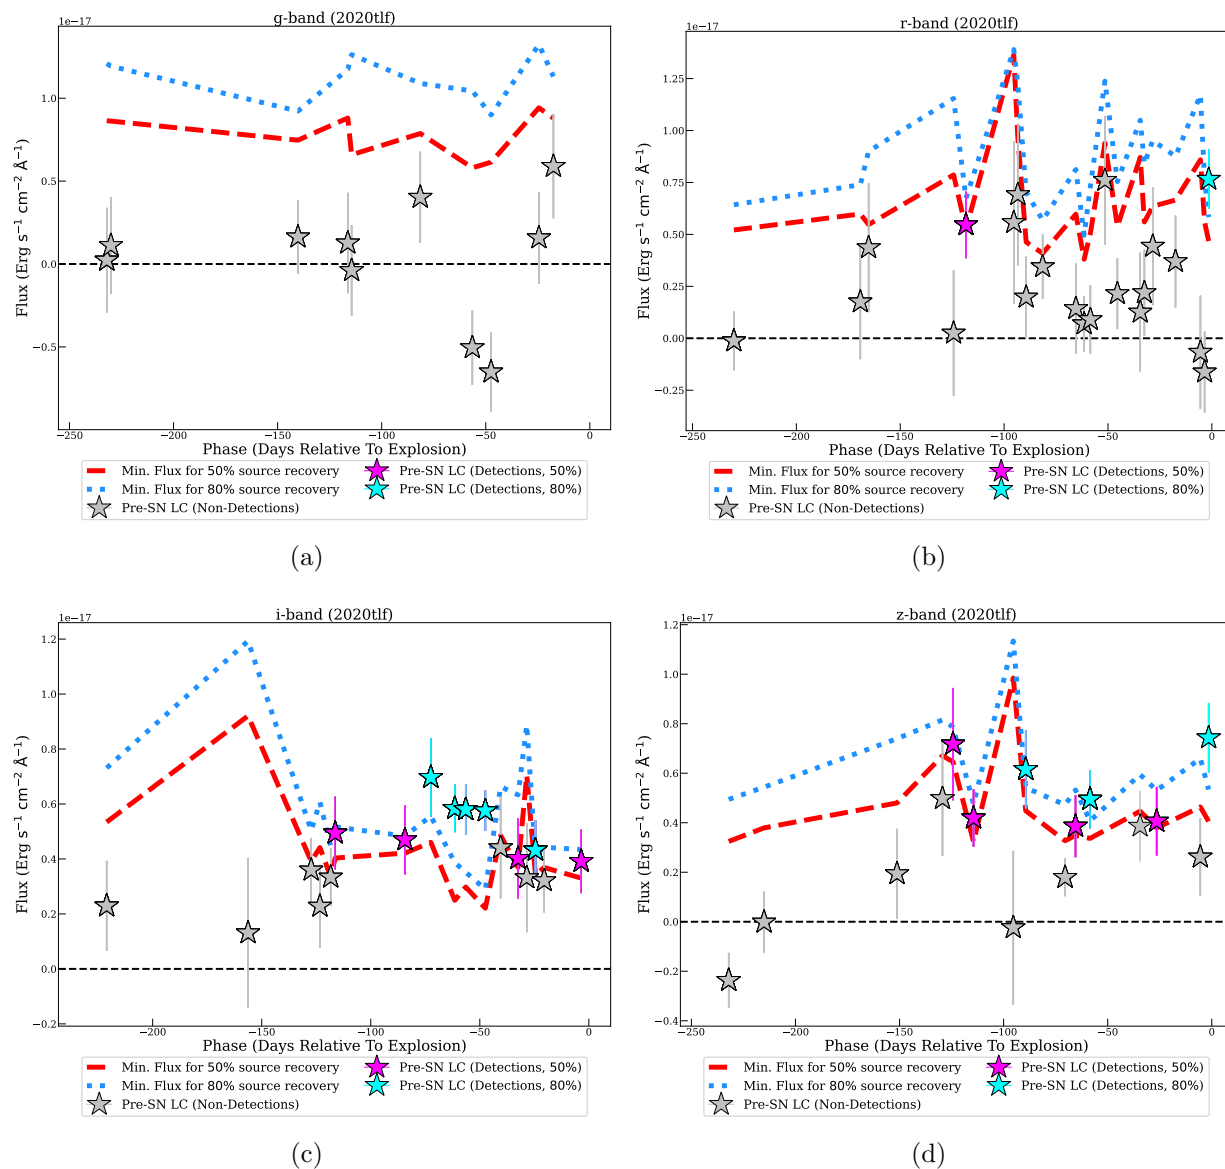 g-band (2020tlf)
1e−17
1.0
0.5
0.0
−0.5
Flux (Erg s−1 cm−2 Å−1)
−250 −200 −150 −100 −50 0
Phase (Days Relative To Explosion)
Min. Flux for 50% source recovery
Min. Flux for 80% source recovery
Pre-SN LC (Non-Detections)
Pre-SN LC (Detections, 50%)
Pre-SN LC (Detections, 80%)
(a)
r-band (2020tlf)
1e−17
1.25
1.00
0.75
0.50
0.25
0.00
−0.25
Flux (Erg s−1 cm−2 Å−1)
−250 −200 −150 −100 −50 0
Phase (Days Relative To Explosion)
Min. Flux for 50% source recovery
Min. Flux for 80% source recovery
Pre-SN LC (Non-Detections)
Pre-SN LC (Detections, 50%)
Pre-SN LC (Detections, 80%)
(b)
i-band (2020tlf)
1e−17
1.2
1.0
0.8
0.6
0.4
0.2
0.0
−0.2
Flux (Erg s−1 cm−2 Å−1)
−200 −150 −100 −50 0
Phase (Days Relative To Explosion)
Min. Flux for 50% source recovery
Min. Flux for 80% source recovery
Pre-SN LC (Non-Detections)
Pre-SN LC (Detections, 50%)
Pre-SN LC (Detections, 80%)
(c)
z-band (2020tlf)
1e−17
1.2
1.0
0.8
0.6
0.4
0.2
0.0
−0.2
−0.4
Flux (Erg s−1 cm−2 Å−1)
−250 −200 −150 −100 −50 0
Phase (Days Relative To Explosion)
Min. Flux for 50% source recovery
Min. Flux for 80% source recovery
Pre-SN LC (Non-Detections)
Pre-SN LC (Detections, 50%)
Pre-SN LC (Detections, 80%)
(d)